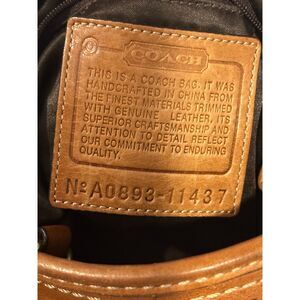 COACH
THIS IS A COACH BAG. IT WAS
HANDCRAFTED IN CHINA FROM
THE FINEST MATERIALS TRIMMED
WITH GENUINE LEATHER, ITS
SUPERIOR CRAFTSMANSHIP AND
ATTENTION TO DETAIL REFLECT
OUR COMMITMENT TO ENDURING
QUALITY.
No A0893-11437